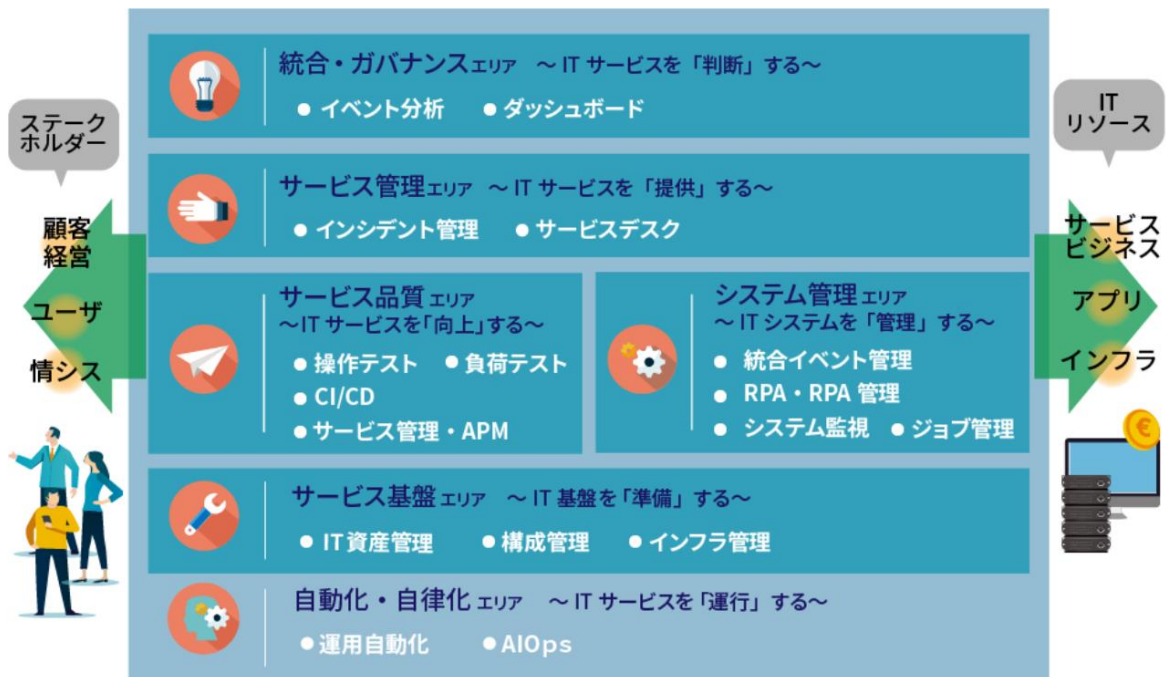 統合・ガバナンスエリア ~ IT サービスを「判断」する~
● イベント分析 ● ダッシュボード
ステーク
ホルダー
IT
リソース
サービス管理エリア ~ IT サービスを「提供」する~
● インシデント管理 ● サービスデスク
顧客
経営
ユーザ
情シス
サービス
ビジネス
アプリ
インフラ
サービス品質 エリア
~IT サービスを「向上」する~
● 操作テスト ● 負荷テスト
● CI/CD
● サービス管理・APM
システム管理 エリア
~ IT システムを「管理」する~
● 統合イベント管理
● RPA・RPA 管理
● システム監視 ● ジョブ管理
サービス基盤 エリア ~ IT 基盤を「準備」する~
● IT 資産管理 ● 構成管理 ● インフラ管理
自動化・自律化 エリア ~ IT サービスを「運行」する~
● 運用自動化 ● AIOps
€